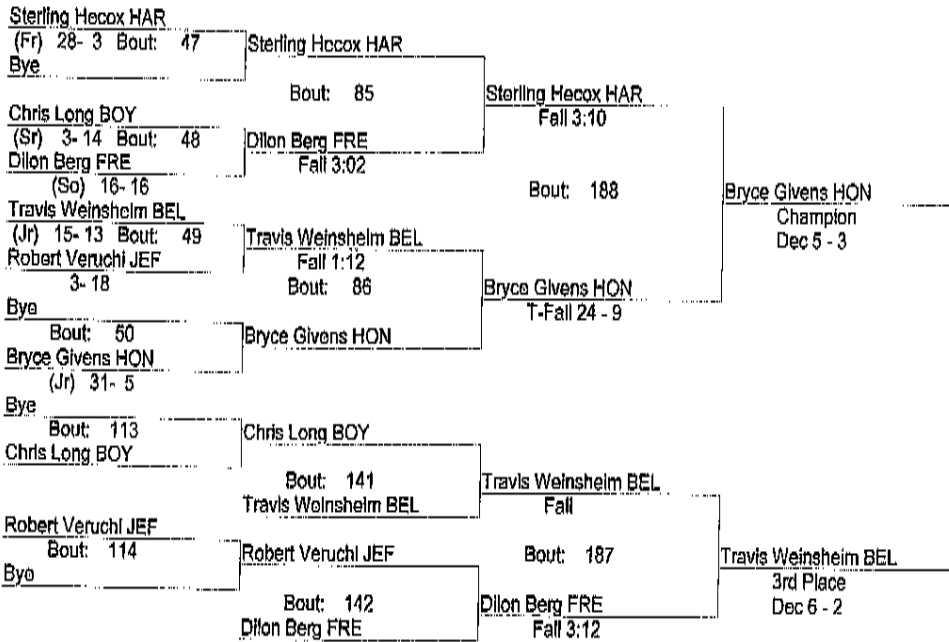 Sterling Hecox HAR
(Fr) 28- 3 Bout: 47
Bye
Sterling Hecox HAR
Bout: 85
Chris Long BOY
(Sr) 3- 14 Bout: 48
Dilon Berg FRE
(So) 16- 16
Dilon Berg FRE
Fall 3:02
Sterling Hecox HAR
Fall 3:10
Bout: 188
Travis Weinsheim BEL
(Jr) 15- 13 Bout: 49
Robert Veruchi JEF
3- 18
Travis Weinsheim BEL
Fall 1:12
Bout: 86
Bye
Bout: 50
Bryce Givens HON
(Jr) 31- 5
Bryce Givens HON
Bryce Givens HON
T-Fall 24 - 9
Bryce Givens HON
Champion
Dec 5 - 3
Bye
Bout: 113
Chris Long BOY
Chris Long BOY
Bout: 141
Travis Weinsheim BEL
Travis Weinsheim BEL
Fall
Bout: 187
Robert Veruchi JEF
Bout: 114
Bye
Robert Veruchi JEF
Bout: 142
Dilon Berg FRE
Dilon Berg FRE
Fall 3:12
Travis Weinsheim BEL
3rd Place
Dec 6 - 2